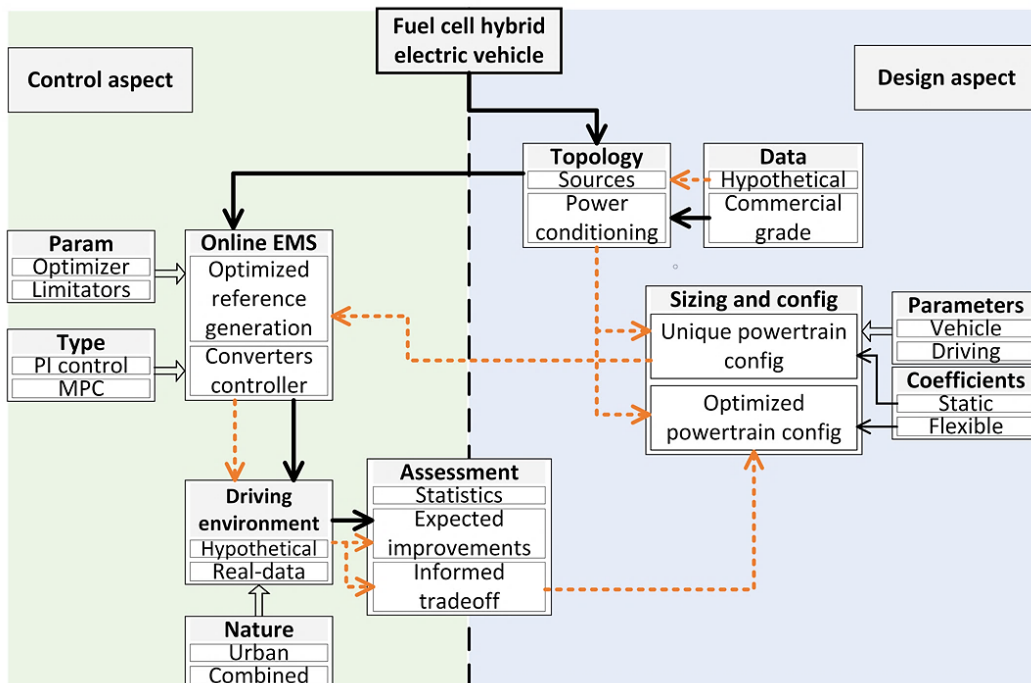 Fuel cell hybrid
electric vehicle
Control aspect
Design aspect
Topology
Sources
Power
conditioning
Data
Hypothetical
Commercial
grade
Param
Optimizer
Limitators
Online EMS
Optimized
reference
generation
Converters
controller
Type
PI control
MPC
Sizing and config
Unique powertrain
config
Optimized
powertrain config
Parameters
Vehicle
Driving
Coefficients
Static
Flexible
Driving
environment
Hypothetical
Real-data
Assessment
Statistics
Expected
improvements
Informed
tradeoff
Nature
Urban
Combined